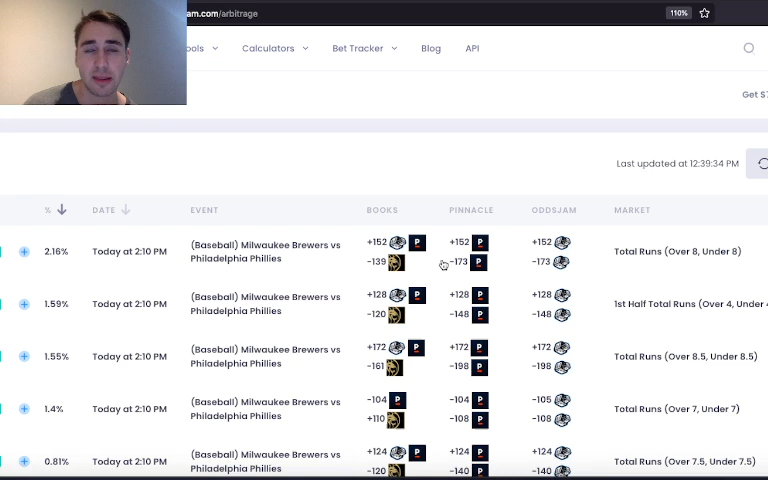 am.com/arbitrage
110%
ools
Calculators
Bet Tracker
Blog
API
Get $7
Last updated at 12:39:34 PM
% DATE EVENT BOOKS PINNACLE ODDSJAM MARKET
2.16% Today at 2:10 PM (Baseball) Milwaukee Brewers vs Philadelphia Phillies +152 P +152 P +152 Total Runs (Over 8, Under 8)
-139 -173 P -173
1.59% Today at 2:10 PM (Baseball) Milwaukee Brewers vs Philadelphia Phillies +128 P +128 P +128 1st Half Total Runs (Over 4, Under 4
-120 -148 P -148
1.55% Today at 2:10 PM (Baseball) Milwaukee Brewers vs Philadelphia Phillies +172 P +172 P +172 Total Runs (Over 8.5, Under 8.5)
-161 -198 P -198
1.4% Today at 2:10 PM (Baseball) Milwaukee Brewers vs Philadelphia Phillies -104 P -104 P -105 Total Runs (Over 7, Under 7)
+110 -108 P -108
0.81% Today at 2:10 PM (Baseball) Milwaukee Brewers vs Philadelphia Phillies +124 P +124 P +124 Total Runs (Over 7.5, Under 7.5)
-120 -140 P -140